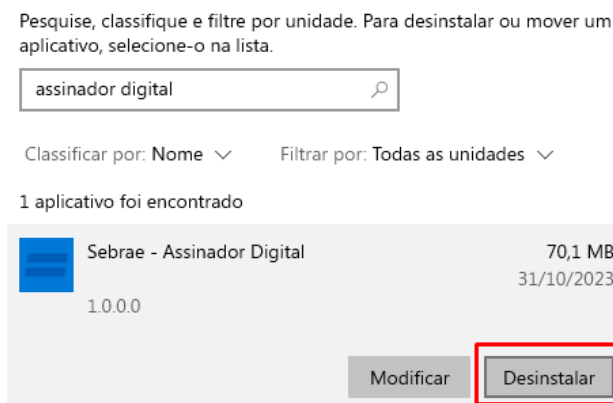 Pesquise, classifique e filtre por unidade. Para desinstalar ou mover um
aplicativo, selecione-o na lista.
assinador digital
Classificar por: Nome Filtrar por: Todas as unidades
1 aplicativo foi encontrado
Sebrae - Assinador Digital 70,1 MB
31/10/2023
1.0.0.0
Modificar Desinstalar